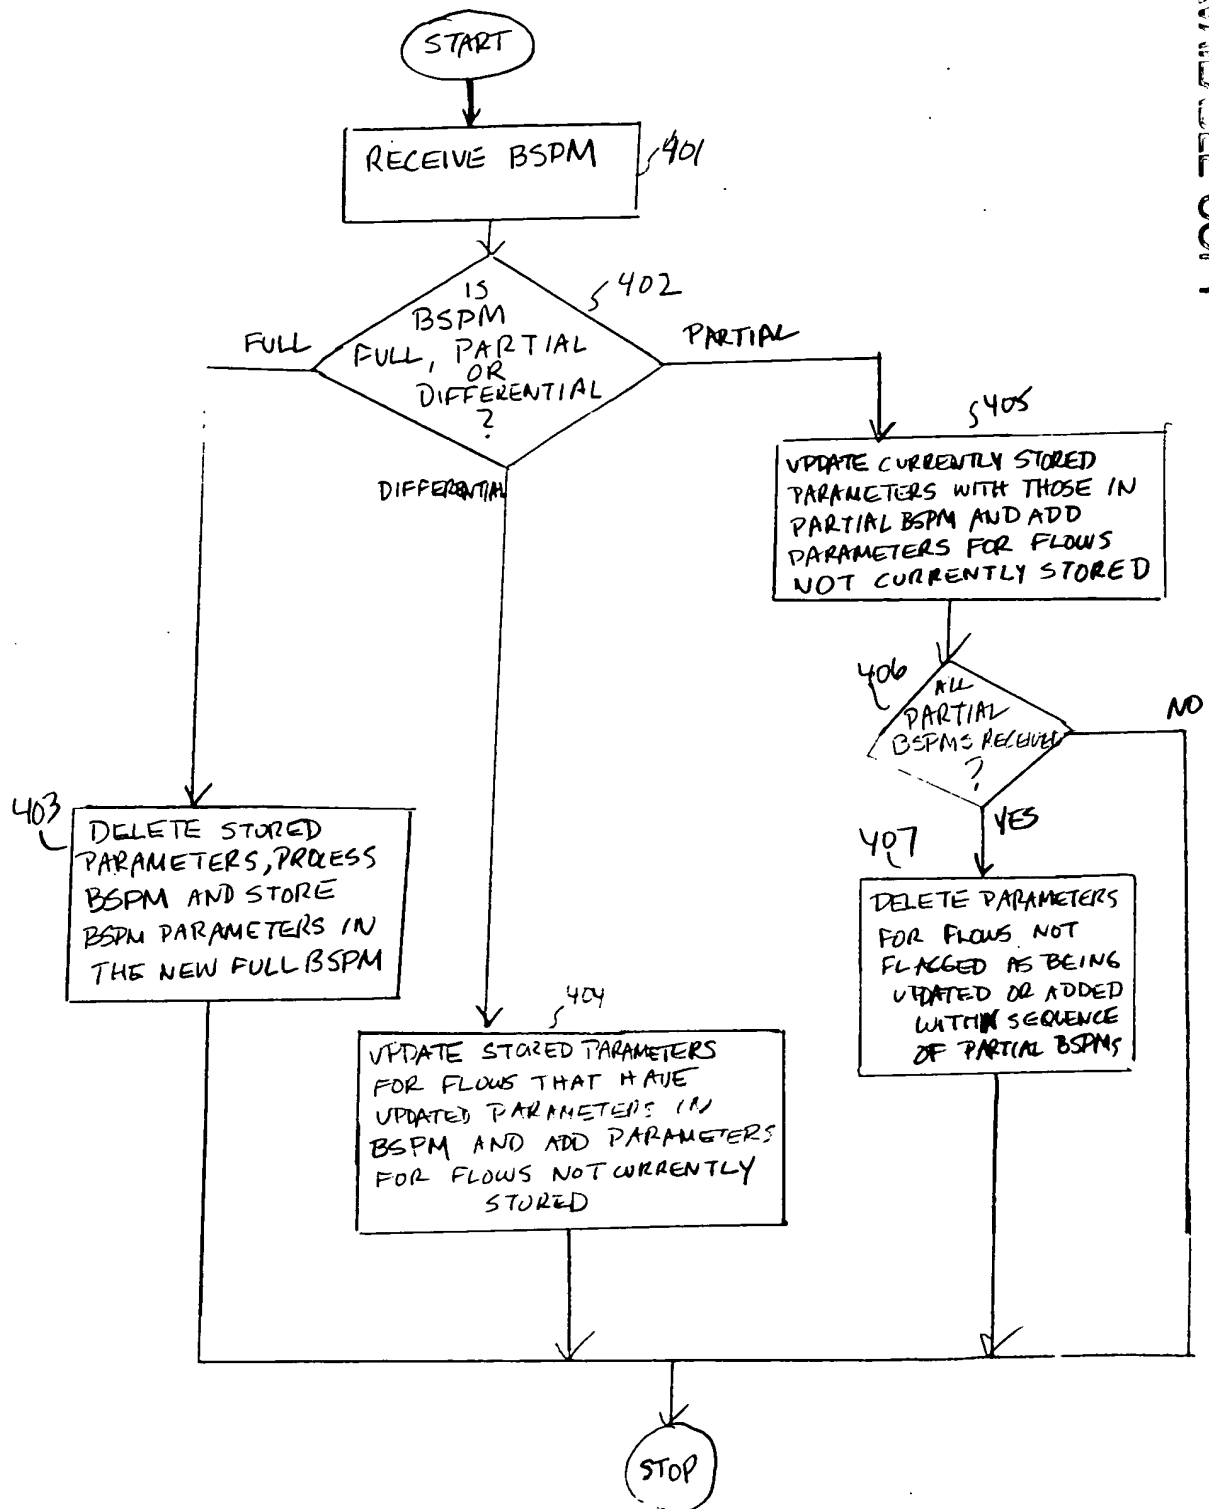 START
RECEIVE BSPM
401
402
IS
BSPM
FULL, PARTIAL
OR
DIFFERENTIAL
?
FULL
PARTIAL
DIFFERENTIAL
405
UPDATE CURRENTLY STORED
PARAMETERS WITH THOSE IN
PARTIAL BSPM AND ADD
PARAMETERS FOR FLOWS
NOT CURRENTLY STORED
406
ALL
PARTIAL
BSPMS RECEIVED
?
NO
YES
403
DELETE STORED
PARAMETERS, PROCESS
BSPM AND STORE
BSPM PARAMETERS IN
THE NEW FULL BSPM
407
DELETE PARAMETERS
FOR FLOWS NOT
FLAGGED AS BEING
UPDATED OR ADDED
WITHIN SEQUENCE
OF PARTIAL BSPMS
404
UPDATE STORED PARAMETERS
FOR FLOWS THAT HAVE
UPDATED PARAMETERS IN
BSPM AND ADD PARAMETERS
FOR FLOWS NOT CURRENTLY
STORED
STOP
COPY